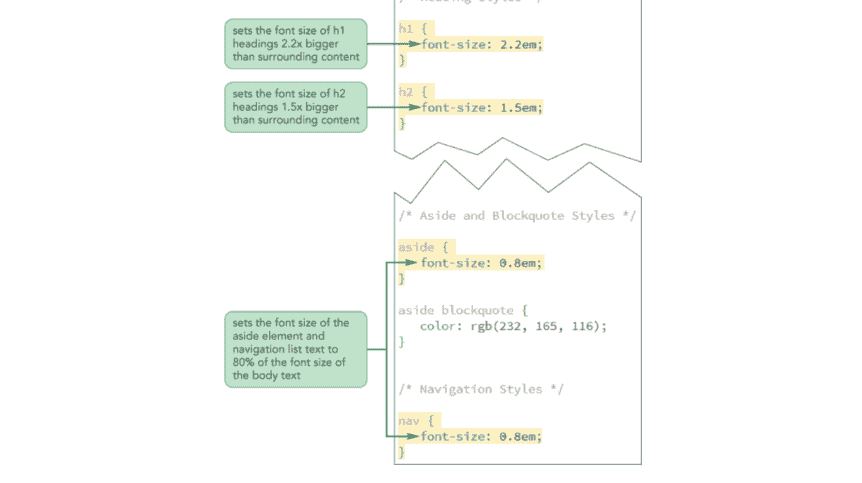 /* Heading Styles */
sets the font size of h1
headings 2.2x bigger
than surrounding content
h1 {
font-size: 2.2em;
}
sets the font size of h2
headings 1.5x bigger
than surrounding content
h2 {
font-size: 1.5em;
}
/* Aside and Blockquote Styles */
aside {
font-size: 0.8em;
}
aside blockquote {
color: rgb(232, 165, 116);
}
sets the font size of the
aside element and
navigation list text to
80% of the font size of
the body text
/* Navigation Styles */
nav {
font-size: 0.8em;
}